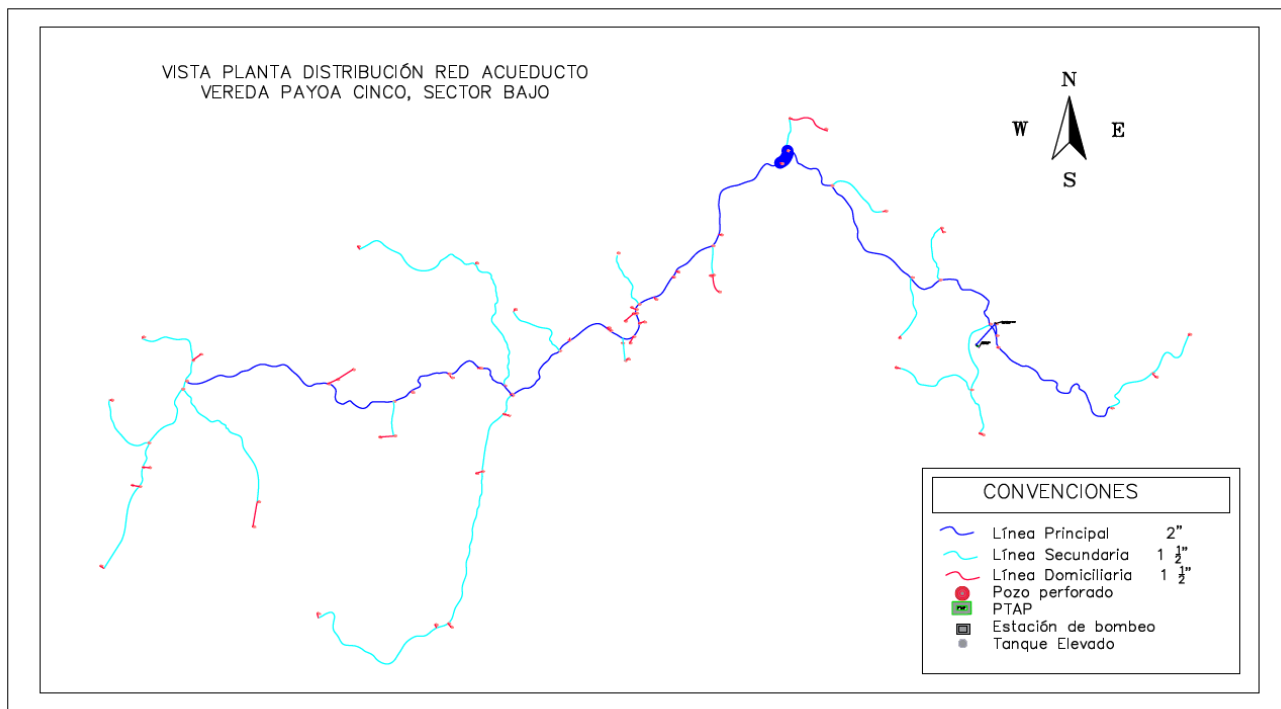 VISTA PLANTA DISTRIBUCIÓN RED ACUEDUCTO
VEREDA PAYOA CINCO, SECTOR BAJO
N
W E
S
CONVENCIONES
Línea Principal 2"
Línea Secundaria 1 1/2"
Línea Domiciliaria 1 1/2"
Pozo perforado
PTAP
Estación de bombeo
Tanque Elevado